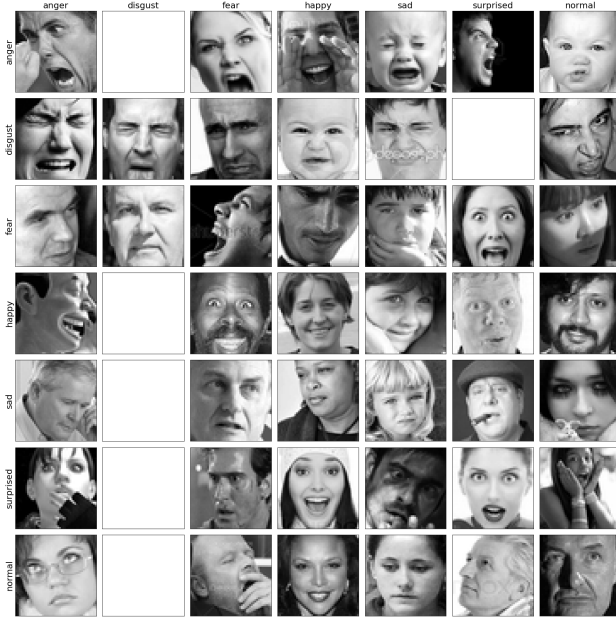 anger disgust fear happy sad surprised normal
anger
disgust
fear
happy
sad
surprised
normal